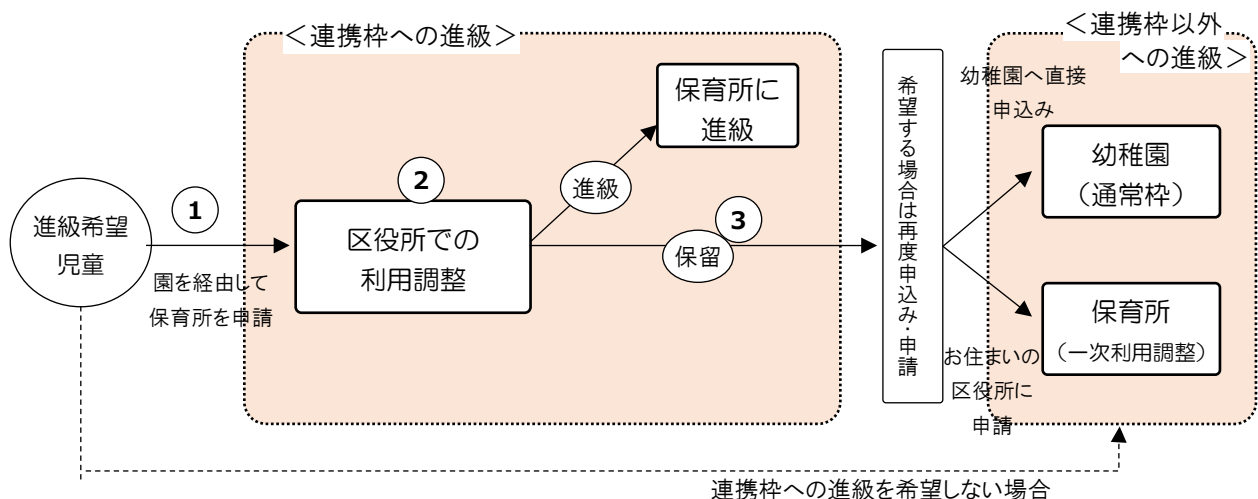 ＜連携枠への進級＞
＜連携枠以外
への進級＞
進級希望
児童
1
園を経由して
保育所を申請
2
区役所での
利用調整
進級
保育所に
進級
3
保留
希望する場合は再度申込み・申請
幼稚園へ直接
申込み
幼稚園
（通常枠）
保育所
（一次利用調整）
お住まいの
区役所に
申請
連携枠への進級を希望しない場合